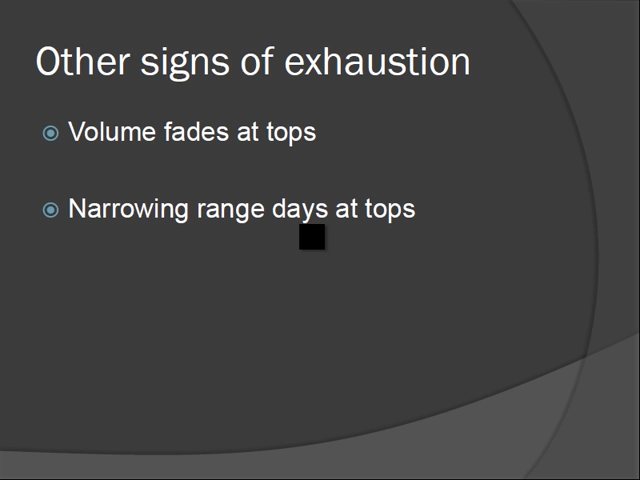 Other signs of exhaustion
Volume fades at tops
Narrowing range days at tops